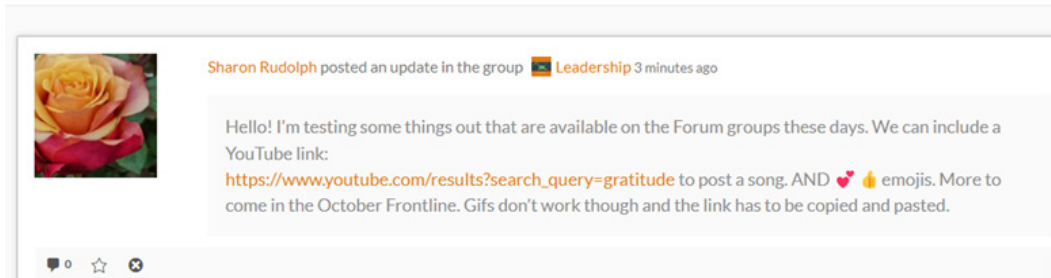 Sharon Rudolph posted an update in the group Leadership 3 minutes ago
Hello! I'm testing some things out that are available on the Forum groups these days. We can include a
YouTube link:
https://www.youtube.com/results?search_query=gratitude to post a song. AND 💕 👍 emojis. More to
come in the October Frontline. Gifs don't work though and the link has to be copied and pasted.
0